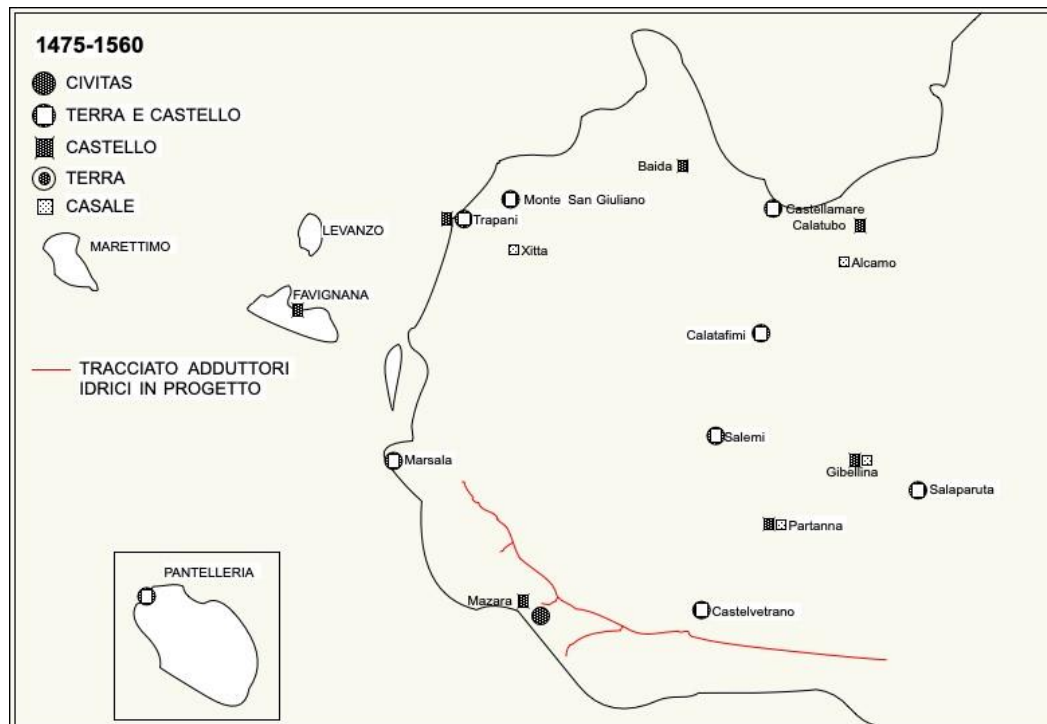 1475-1560
CIVITAS
TERRA E CASTELLO
CASTELLO
TERRA
CASALE
MARETTIMO
LEVANZO
FAVIGNANA
TRACCIATO ADDUTTORI
IDRICI IN PROGETTO
Baida
Monte San Giuliano
Trapani
Xitta
Castellamare
Calatubo
Alcamo
Calatafimi
Salemi
Marsala
Gibellina
Salaparuta
Partanna
Mazara
Castelvetrano
PANTELLERIA